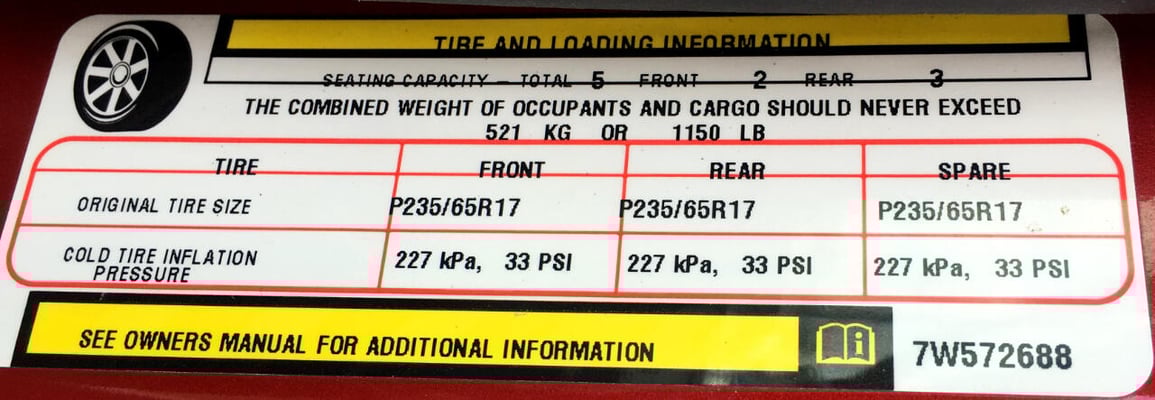 TIRE AND LOADING INFORMATION
SEATING CAPACITY – TOTAL 5 FRONT 2 REAR 3
THE COMBINED WEIGHT OF OCCUPANTS AND CARGO SHOULD NEVER EXCEED
521 KG OR 1150 LB
TIRE FRONT REAR SPARE
ORIGINAL TIRE SIZE P235/65R17 P235/65R17 P235/65R17
COLD TIRE INFLATION
PRESSURE 227 kPa, 33 PSI 227 kPa, 33 PSI 227 kPa, 33 PSI
SEE OWNERS MANUAL FOR ADDITIONAL INFORMATION
7W572688